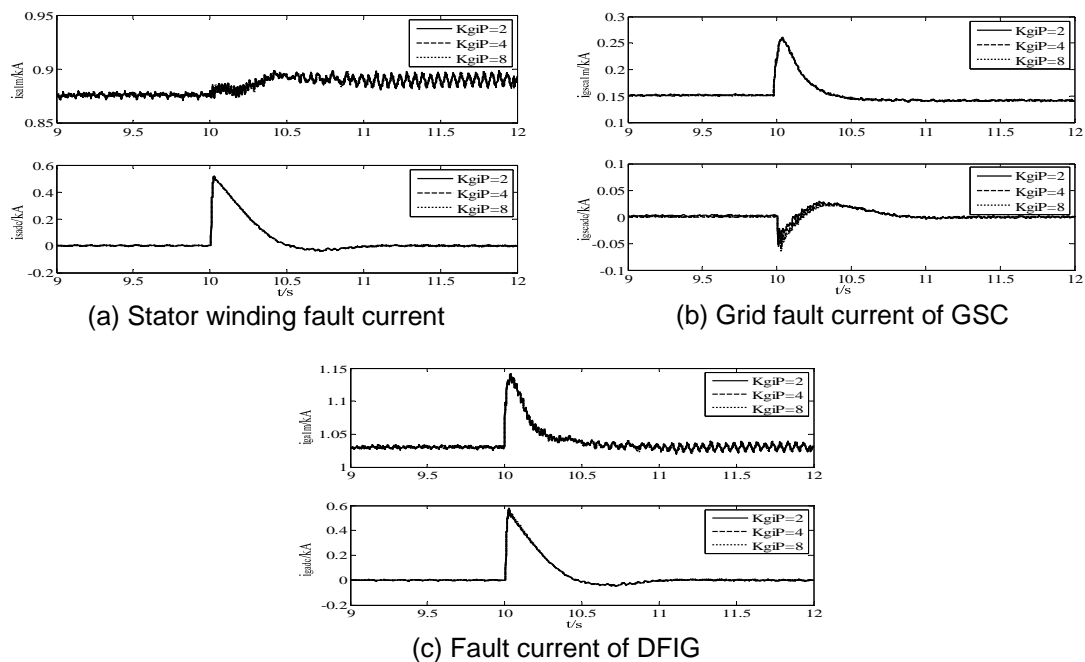 0.95
0.9
0.85
isa1m/kA
KgiP=2
KgiP=4
KgiP=8
9 9.5 10 10.5 11 11.5 12
0.6
0.4
0.2
0
-0.2
isadc/kA
KgiP=2
KgiP=4
KgiP=8
9 9.5 10 10.5 11 11.5 12
t/s
(a) Stator winding fault current
0.3
0.25
0.2
0.15
0.1
igsca1m/kA
KgiP=2
KgiP=4
KgiP=8
9 9.5 10 10.5 11 11.5 12
0.1
0.05
0
-0.05
-0.1
igscadc/kA
KgiP=2
KgiP=4
KgiP=8
9 9.5 10 10.5 11 11.5 12
t/s
(b) Grid fault current of GSC
1.15
1.1
1.05
1
iga1m/kA
KgiP=2
KgiP=4
KgiP=8
9 9.5 10 10.5 11 11.5 12
0.6
0.4
0.2
0
-0.2
igadc/kA
KgiP=2
KgiP=4
KgiP=8
9 9.5 10 10.5 11 11.5 12
t/s
(c) Fault current of DFIG